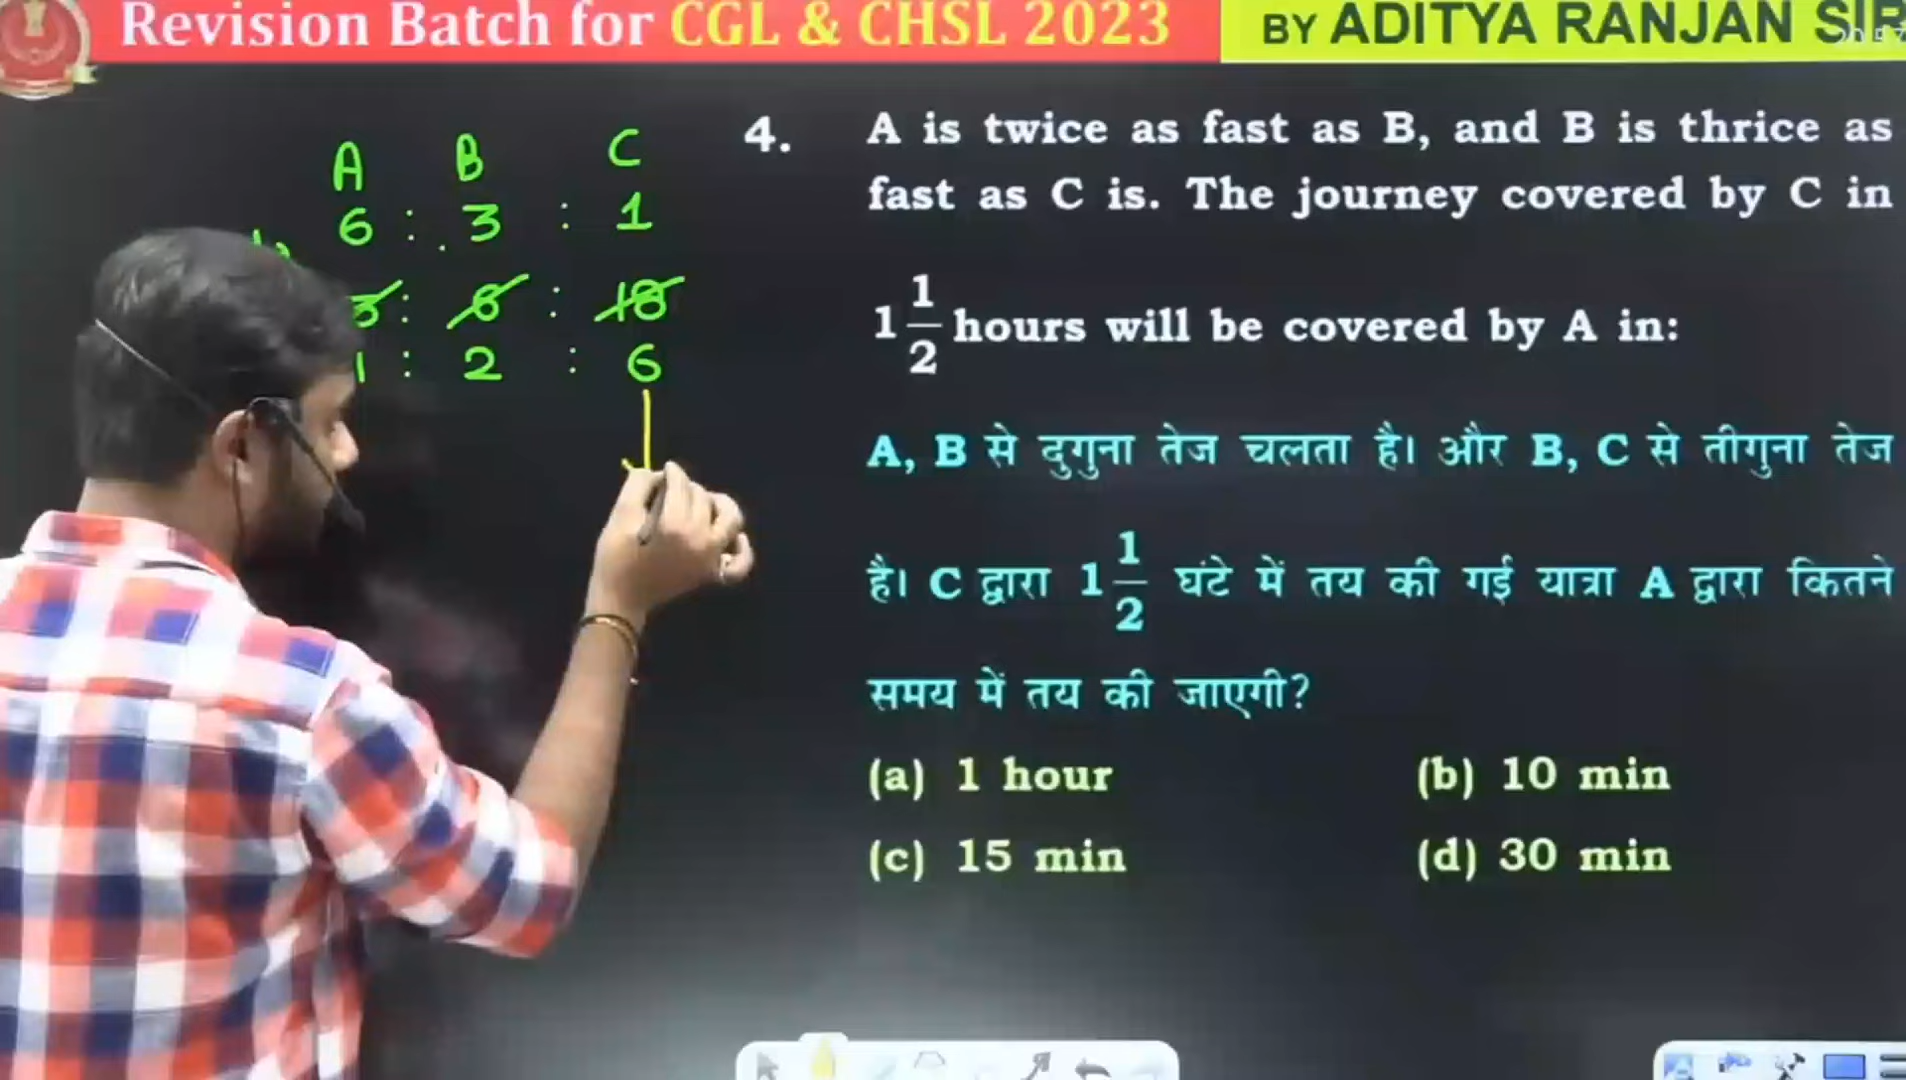 Revision Batch for CGL & CHSL 2023
BY ADITYA RANJAN SIR
A B C
6 : 3 : 1
3 : 6 : 18
1 : 2 : 6
4. A is twice as fast as B, and B is thrice as
fast as C is. The journey covered by C in
1 1/2 hours will be covered by A in:
A, B से दुगुना तेज चलता है। और B, C से तीगुना तेज
है। C द्वारा 1 1/2 घंटे में तय की गई यात्रा A द्वारा कितने
समय में तय की जाएगी?
(a) 1 hour (b) 10 min
(c) 15 min (d) 30 min